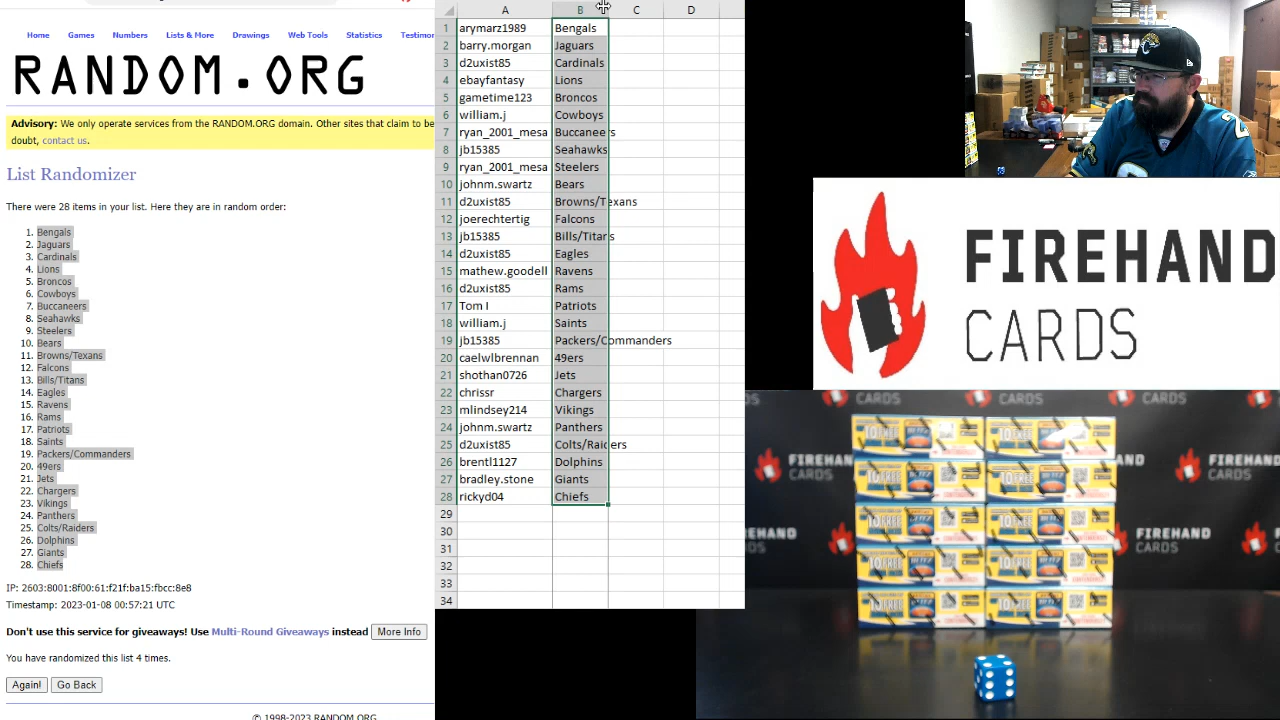 Home Games Numbers Lists & More Drawings Web Tools Statistics Testimor
RANDOM.ORG
Advisory: We only operate services from the RANDOM.ORG domain. Other sites that claim to be
doubt, contact us.
List Randomizer
There were 28 items in your list. Here they are in random order:
1. Bengals
2. Jaguars
3. Cardinals
4. Lions
5. Broncos
6. Cowboys
7. Buccaneers
8. Seahawks
9. Steelers
10. Bears
11. Browns/Texans
12. Falcons
13. Bills/Titans
14. Eagles
15. Ravens
16. Rams
17. Patriots
18. Saints
19. Packers/Commanders
20. 49ers
21. Jets
22. Chargers
23. Vikings
24. Panthers
25. Colts/Raiders
26. Dolphins
27. Giants
28. Chiefs
IP: 2603:8001:8f00:61:f21f:ba15:fbcc:8e8
Timestamp: 2023-01-08 00:57:21 UTC
Don't use this service for giveaways! Use Multi-Round Giveaways instead More Info
You have randomized this list 4 times.
Again! Go Back
© 1998-2023 RANDOM.ORG
A B C D
1 arymarz1989 Bengals
2 barry.morgan Jaguars
3 d2uxist85 Cardinals
4 ebayfantasy Lions
5 gametime123 Broncos
6 william.j Cowboys
7 ryan_2001_mesa Buccaneers
8 jb15385 Seahawks
9 ryan_2001_mesa Steelers
10 johnm.swartz Bears
11 d2uxist85 Browns/Texans
12 joerechtertig Falcons
13 jb15385 Bills/Titans
14 d2uxist85 Eagles
15 mathew.goodell Ravens
16 d2uxist85 Rams
17 Tom I Patriots
18 william.j Saints
19 jb15385 Packers/Commanders
20 caelwlbrennan 49ers
21 shothan0726 Jets
22 chrissr Chargers
23 mlindsey214 Vikings
24 johnm.swartz Panthers
25 d2uxist85 Colts/Raiders
26 brentl1127 Dolphins
27 bradley.stone Giants
28 rickyd04 Chiefs
29
30
31
32
33
34
FIREHAND
CARDS
CARDS CARDS CARDS
FIREHAND
CARDS
FIREHAND
CARDS